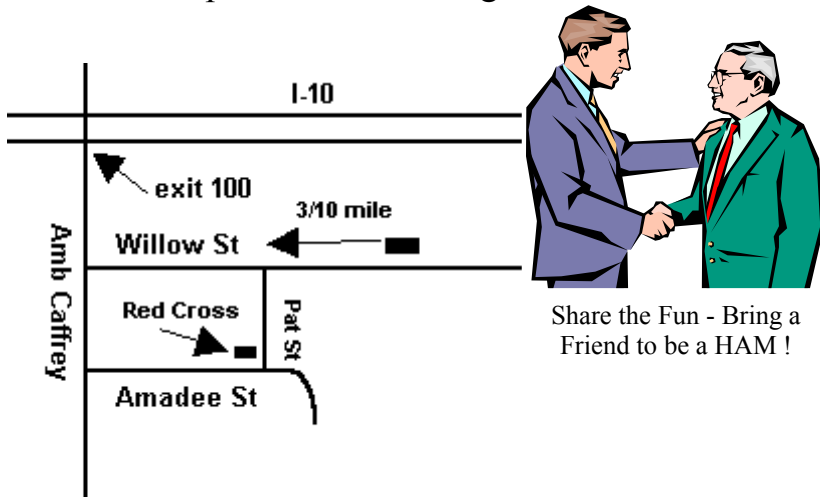 I-10
exit 100
3/10 mile
Willow St
Amb Caffrey
Red Cross
Pat St
Amadee St
Share the Fun - Bring a
Friend to be a HAM !